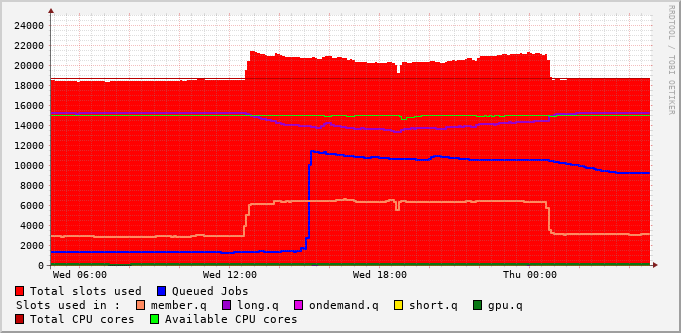 RRDTOOL / TOBI OETIKER
24000
22000
20000
18000
16000
14000
12000
10000
8000
6000
4000
2000
0
Wed 06:00 Wed 12:00 Wed 18:00 Thu 00:00
Total slots used Queued Jobs
Slots used in : member.q long.q ondemand.q short.q gpu.q
Total CPU cores Available CPU cores